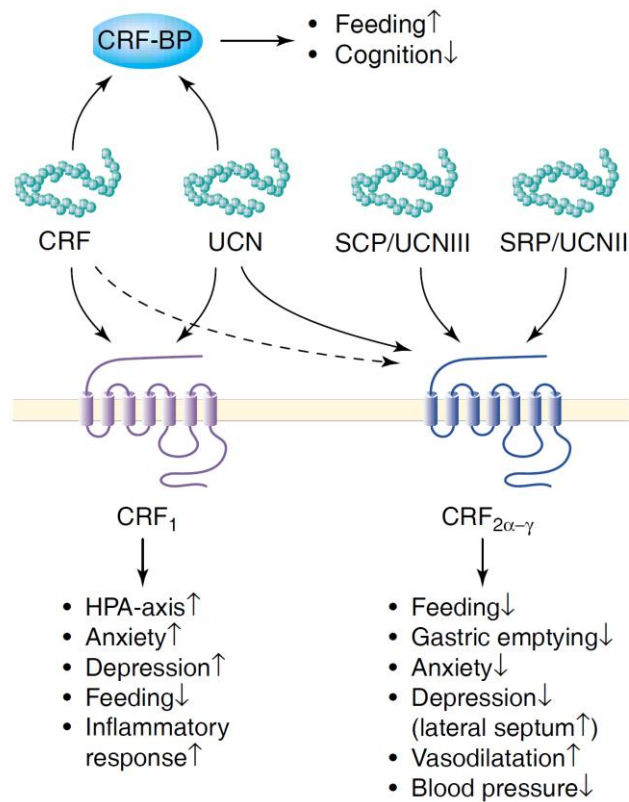 CRF-BP
• Feeding↑
• Cognition↓
CRF
UCN
SCP/UCNIII
SRP/UCNII
CRF₁
• HPA-axis↑
• Anxiety↑
• Depression↑
• Feeding↓
• Inflammatory
response↑
CRF₂α₋γ
• Feeding↓
• Gastric emptying↓
• Anxiety↓
• Depression↓
(lateral septum↑)
• Vasodilatation↑
• Blood pressure↓